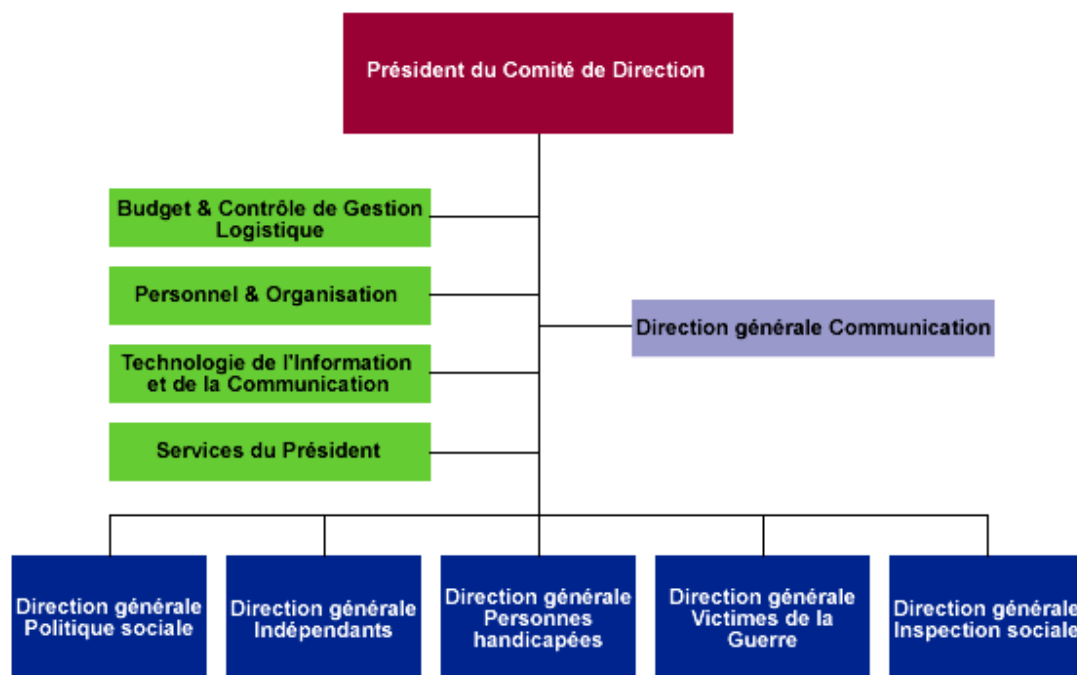 Président du Comité de Direction
Budget & Contrôle de Gestion
Logistique
Personnel & Organisation
Direction générale Communication
Technologie de l'Information
et de la Communication
Services du Président
Direction générale
Politique sociale
Direction générale
Indépendants
Direction générale
Personnes
handicapées
Direction générale
Victimes de la
Guerre
Direction générale
Inspection sociale